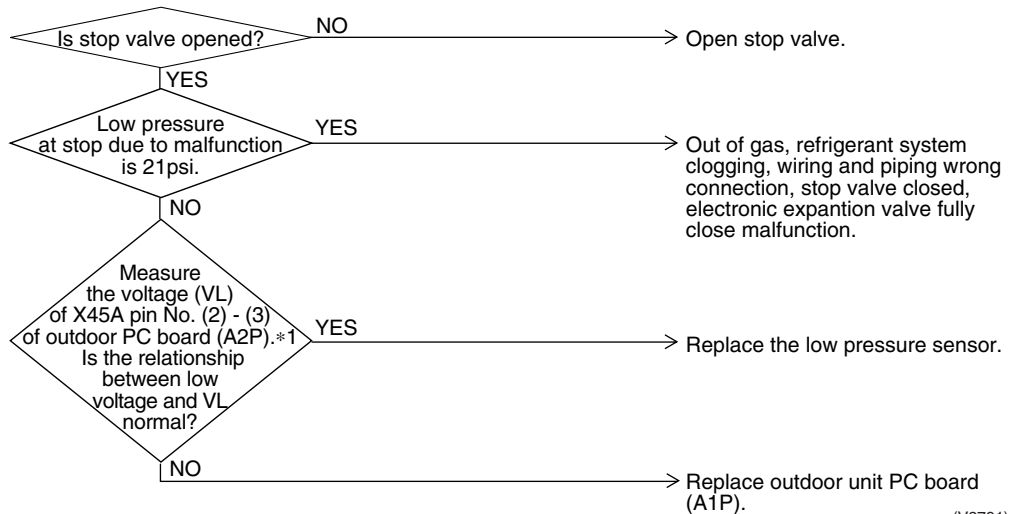 Is stop valve opened?
NO
Open stop valve.
YES
Low pressure
at stop due to malfunction
is 21psi.
YES
Out of gas, refrigerant system
clogging, wiring and piping wrong
connection, stop valve closed,
electronic expantion valve fully
close malfunction.
NO
Measure
the voltage (VL)
of X45A pin No. (2) - (3)
of outdoor PC board (A2P).*1
Is the relationship
between low
voltage and VL
normal?
YES
Replace the low pressure sensor.
NO
Replace outdoor unit PC board
(A1P).